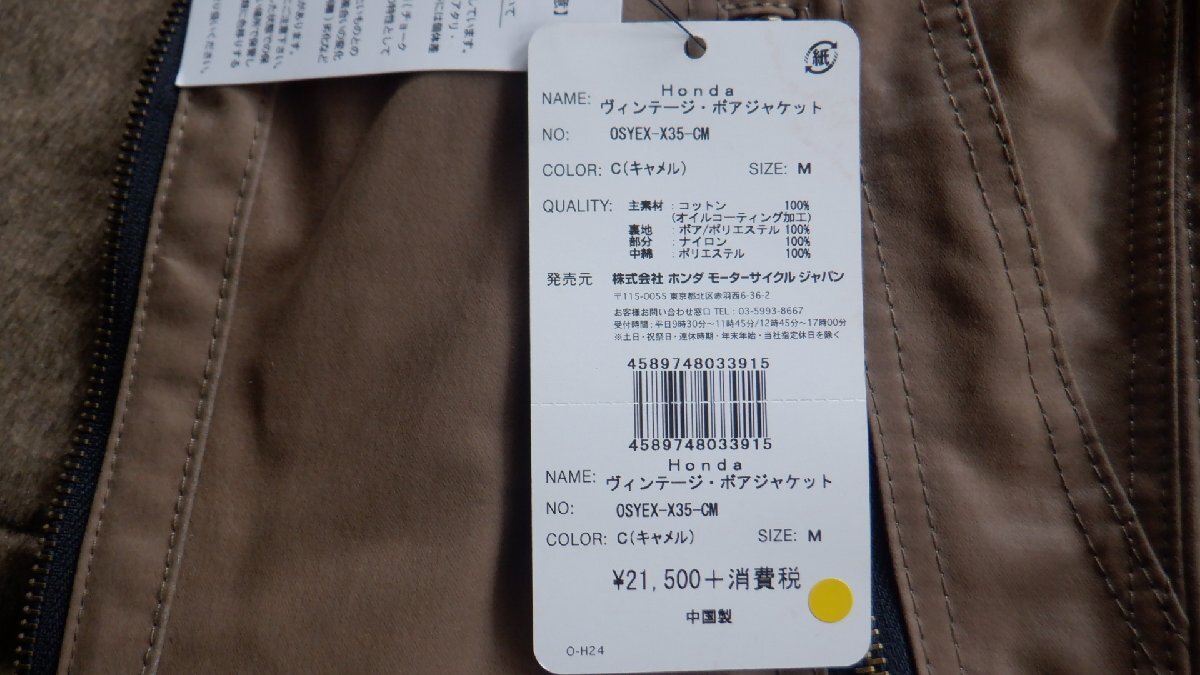 紙
NAME: Honda
ヴィンテージ・ボアジャケット
NO: OSYEX-X35-CM
COLOR: C(キャメル) SIZE: M
QUALITY: 主素材 : コットン 100%
(オイルコーティング加工)
裏地 : ボア/ポリエステル 100%
部分 : ナイロン 100%
中綿 : ポリエステル 100%
発売元 株式会社 ホンダ モーターサイクル ジャパン
〒115-0055 東京都北区赤羽西6-36-2
お客様お問い合わせ窓口 TEL : 03-5993-8667
受付時間 : 平日9時30分～11時45分/12時45分～17時00分
※土日・祝祭日・連休時期・年末年始・当社指定休日を除く
4589748033915
4589748033915
NAME: Honda
ヴィンテージ・ボアジャケット
NO: OSYEX-X35-CM
COLOR: C(キャメル) SIZE: M
¥21,500+消費税
中国製
O-H24